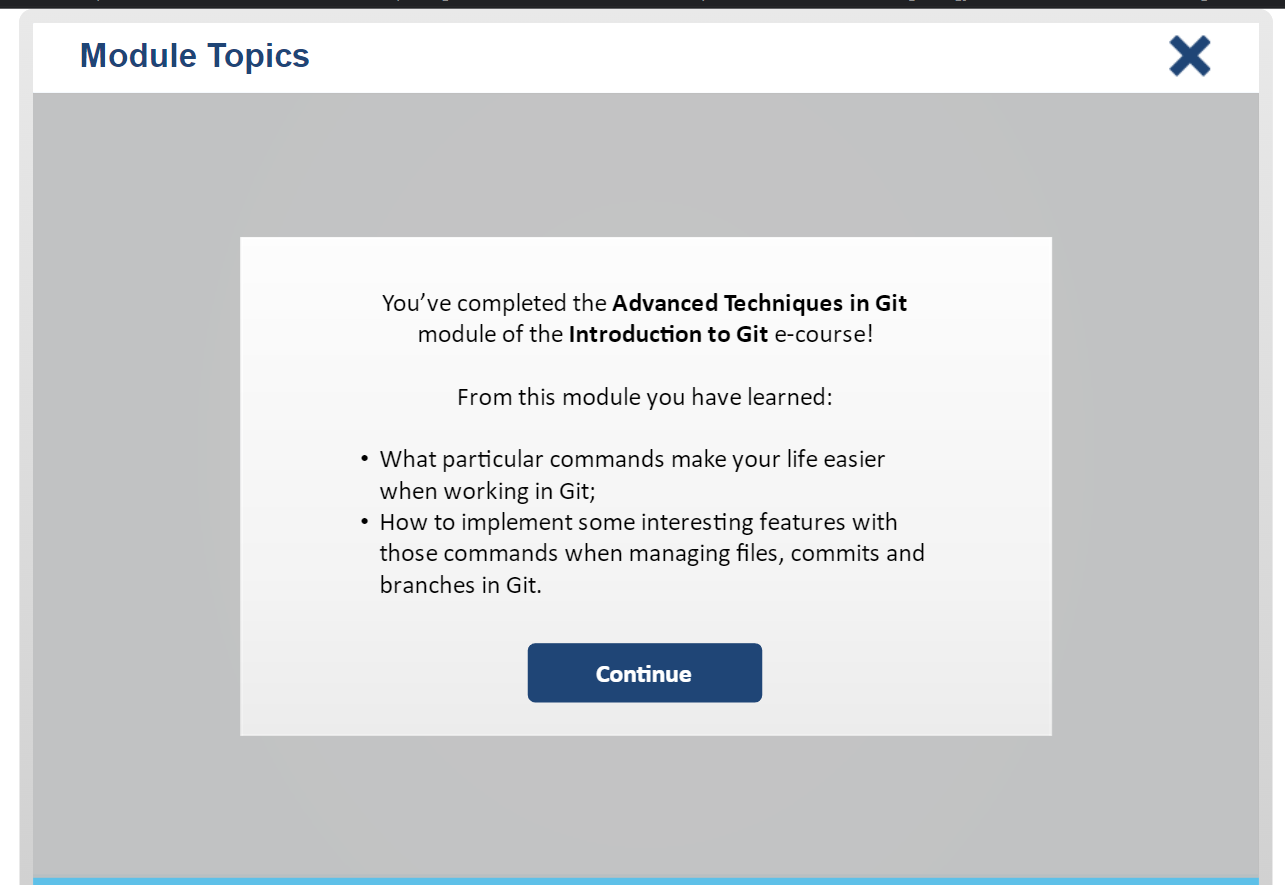 Module Topics
You’ve completed the Advanced Techniques in Git
module of the Introduction to Git e-course!
From this module you have learned:
• What particular commands make your life easier
when working in Git;
• How to implement some interesting features with
those commands when managing files, commits and
branches in Git.
Continue